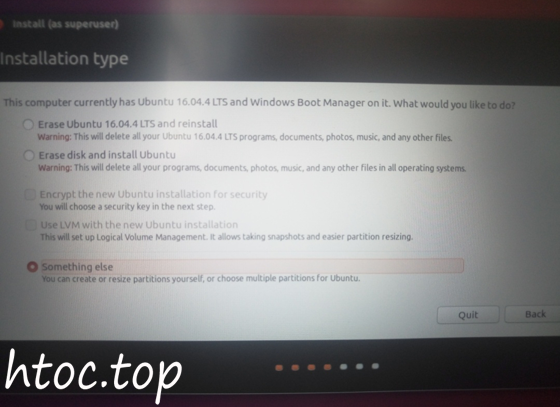 Install (as superuser)
Installation type
This computer currently has Ubuntu 16.04.4 LTS and Windows Boot Manager on it. What would you like to do?
Erase Ubuntu 16.04.4 LTS and reinstall
Warning: This will delete all your Ubuntu 16.04.4 LTS programs, documents, photos, music, and any other files.
Erase disk and install Ubuntu
Warning: This will delete all your programs, documents, photos, music, and any other files in all operating systems.
Encrypt the new Ubuntu installation for security
You will choose a security key in the next step.
Use LVM with the new Ubuntu installation
This will set up Logical Volume Management. It allows taking snapshots and easier partition resizing.
Something else
You can create or resize partitions yourself, or choose multiple partitions for Ubuntu.
Quit
Back
htoc.top